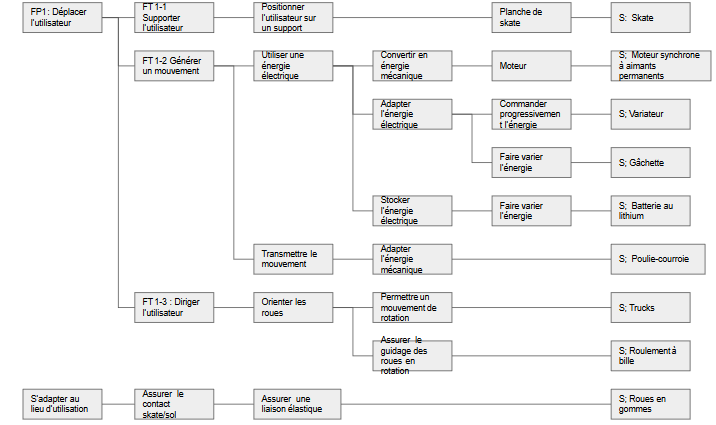 FP1: Déplacer
l'utilisateur
FT 1-1
Supporter
l'utilisateur
Positionner
l'utilisateur sur
un support
Planche de
skate
S; Skate
FT 1-2 Générer
un mouvement
Utiliser une
énergie
électrique
Convertir en
énergie
mécanique
Moteur
S; Moteur synchrone
à aimants
permanents
Adapter
l'énergie
électrique
Commander
progressivemen
t l'énergie
S; Variateur
Faire varier
l'énergie
S; Gâchette
Stocker
l'énergie
électrique
Faire varier
l'énergie
S; Batterie au
lithium
Transmettre le
mouvement
Adapter
l'énergie
mécanique
S; Poulie-courroie
FT 1-3 : Diriger
l'utilisateur
Orienter les
roues
Permettre un
mouvement de
rotation
S; Trucks
Assurer le
guidage des
roues en
rotation
S; Roulement à
bille
S'adapter au
lieu d'utilisation
Assurer le
contact
skate/sol
Assurer une
liaison élastique
S; Roues en
gommes